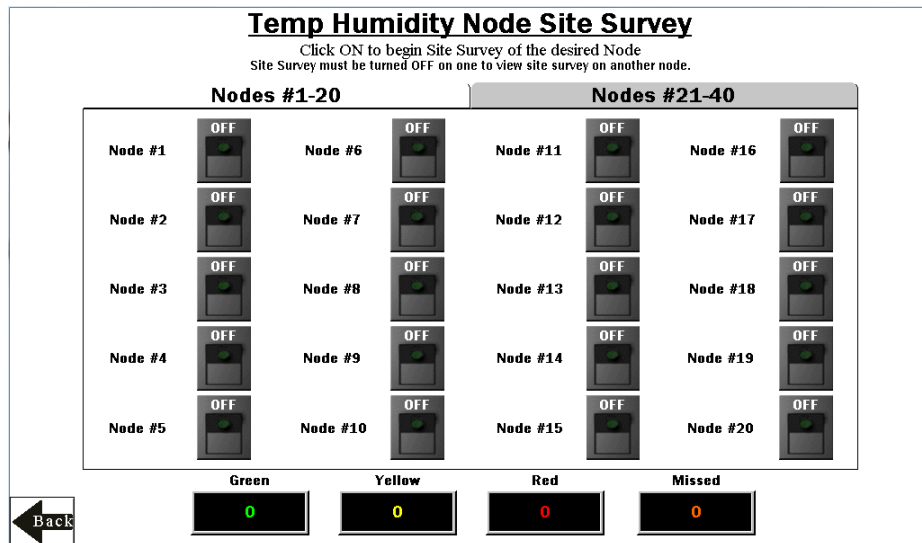 Temp Humidity Node Site Survey
Click ON to begin Site Survey of the desired Node
Site Survey must be turned OFF on one to view site survey on another node.
Nodes #1-20 Nodes #21-40
OFF OFF OFF OFF
Node #1 Node #6 Node #11 Node #16
OFF OFF OFF OFF
Node #2 Node #7 Node #12 Node #17
OFF OFF OFF OFF
Node #3 Node #8 Node #13 Node #18
OFF OFF OFF OFF
Node #4 Node #9 Node #14 Node #19
OFF OFF OFF OFF
Node #5 Node #10 Node #15 Node #20
Green Yellow Red Missed
0 0 0 0
Back